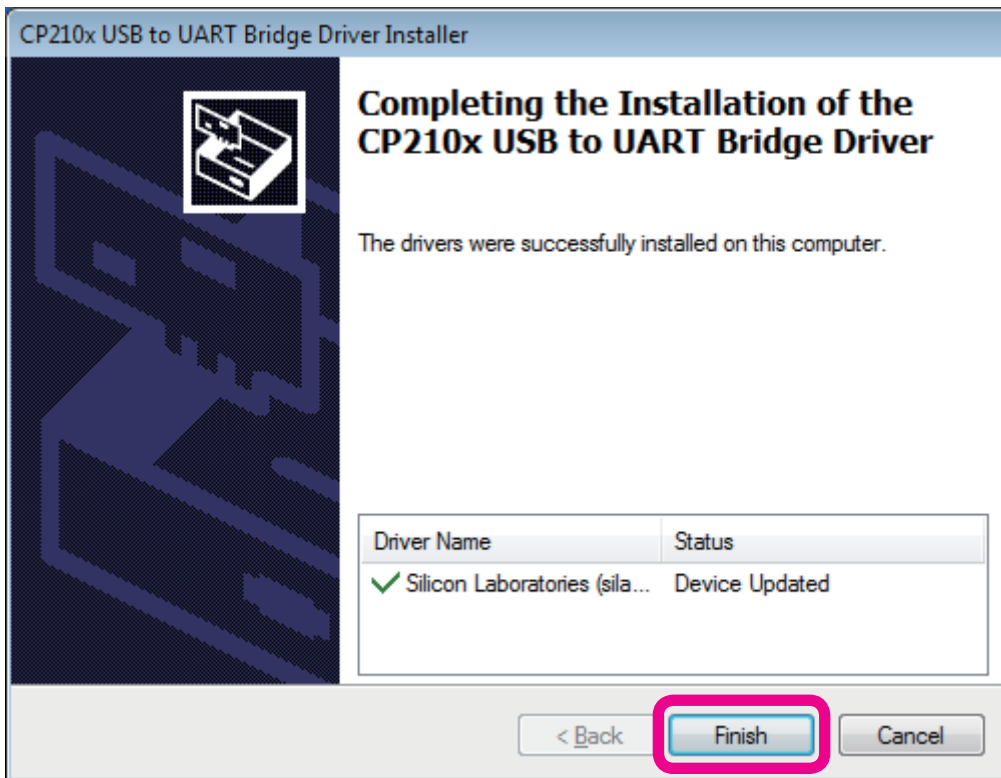 CP210x USB to UART Bridge Driver Installer
Completing the Installation of the
CP210x USB to UART Bridge Driver
The drivers were successfully installed on this computer.
Driver Name Status
Silicon Laboratories (sila... Device Updated
< Back Finish Cancel